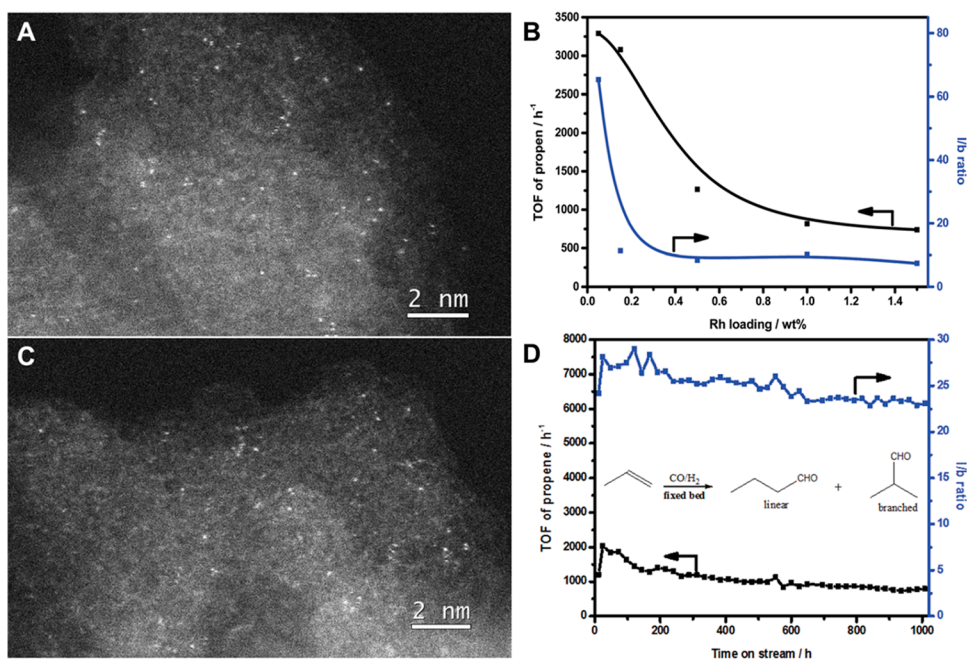 A
2 nm
B
TOF of propen / h⁻¹
3500
3000
2500
2000
1500
1000
500
0
80
60
40
20
0
l/b ratio
0.0 0.2 0.4 0.6 0.8 1.0 1.2 1.4
Rh loading / wt%
C
2 nm
D
TOF of propene / h⁻¹
8000
7000
6000
5000
4000
3000
2000
1000
0
30
25
20
15
10
5
0
l/b ratio
CO/H₂
fixed bed
CHO
linear
+
CHO
branched
0 200 400 600 800 1000
Time on stream / h